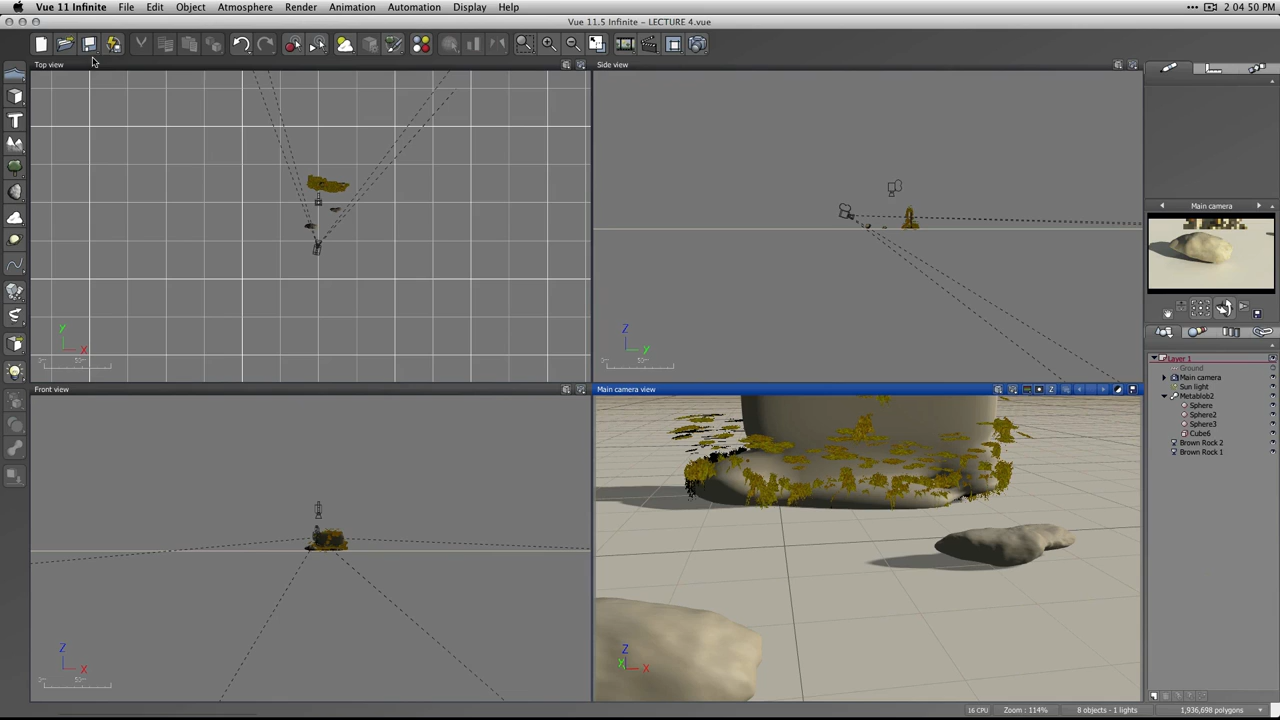 Vue 11 Infinite File Edit Object Atmosphere Render Animation Automation Display Help 2:04:50 PM
Vue 11.5 Infinite - LECTURE 4.vue
Top view
Side view
Y
X
Z
Y
Main camera
Layer 1
Ground
Main camera
Sun light
Metablob2
Sphere
Sphere2
Sphere3
Cube6
Brown Rock 2
Brown Rock 1
Front view
Main camera view
Z
Z
X
Z
X
16 CPU Zoom : 114% 8 objects - 1 lights 1,936,698 polygons